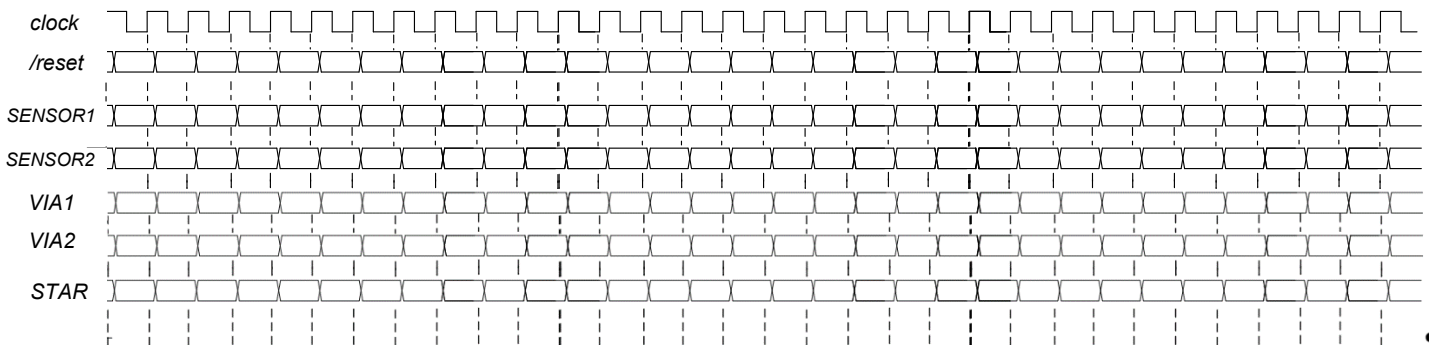 clock
/reset
SENSOR1
SENSOR2
VIA1
VIA2
STAR